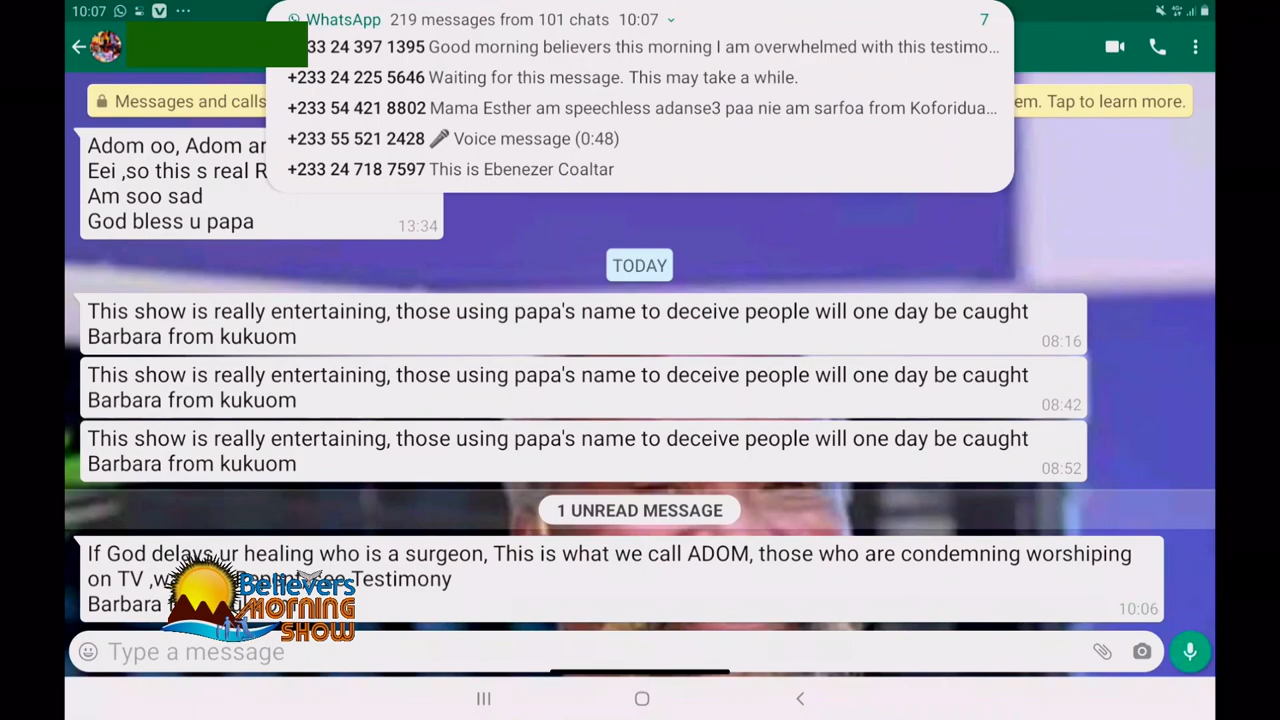 10:07
WhatsApp 219 messages from 101 chats 10:07
7
33 24 397 1395 Good morning believers this morning I am overwhelmed with this testimo…
+233 24 225 5646 Waiting for this message. This may take a while.
+233 54 421 8802 Mama Esther am speechless adanse3 paa nie am sarfoa from Koforidua…
+233 55 521 2428 Voice message (0:48)
+233 24 718 7597 This is Ebenezer Coaltar
Messages and calls em. Tap to learn more.
Adom oo, Adom
Eei ,so this s real R
Am soo sad
God bless u papa
13:34
TODAY
This show is really entertaining, those using papa's name to deceive people will one day be caught
Barbara from kukuom
08:16
This show is really entertaining, those using papa's name to deceive people will one day be caught
Barbara from kukuom
08:42
This show is really entertaining, those using papa's name to deceive people will one day be caught
Barbara from kukuom
08:52
1 UNREAD MESSAGE
If God delays ur healing who is a surgeon, This is what we call ADOM, those who are condemning worshiping
on TV Testimony
Barbara
10:06
Believers
MORNING
SHOW
Type a message